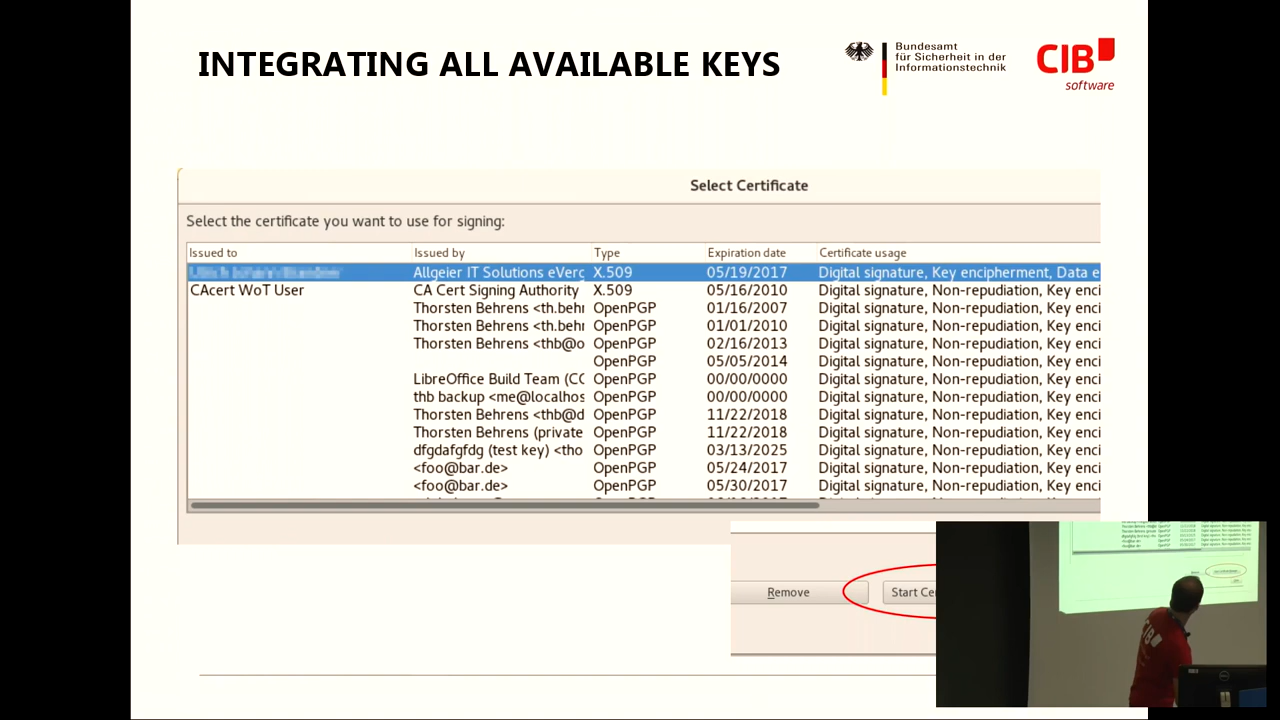 INTEGRATING ALL AVAILABLE KEYS
Bundesamt
für Sicherheit in der
Informationstechnik
CIB
software
Select Certificate
Select the certificate you want to use for signing:
Issued to Issued by Type Expiration date Certificate usage
Allgeier IT Solutions eVerg X.509 05/19/2017 Digital signature, Key encipherment, Data e
CAcert WoT User CA Cert Signing Authority X.509 05/16/2010 Digital signature, Non-repudiation, Key enci
Thorsten Behrens <th.behr OpenPGP 01/16/2007 Digital signature, Non-repudiation, Key enci
Thorsten Behrens <th.behr OpenPGP 01/01/2010 Digital signature, Non-repudiation, Key enci
Thorsten Behrens <thb@o OpenPGP 02/16/2013 Digital signature, Non-repudiation, Key enci
OpenPGP 05/05/2014 Digital signature, Non-repudiation, Key enci
LibreOffice Build Team (CO OpenPGP 00/00/0000 Digital signature, Non-repudiation, Key enci
thb backup <me@localhos OpenPGP 00/00/0000 Digital signature, Non-repudiation, Key enci
Thorsten Behrens <thb@d OpenPGP 11/22/2018 Digital signature, Non-repudiation, Key enci
Thorsten Behrens (private OpenPGP 11/22/2018 Digital signature, Non-repudiation, Key enci
dfgdafgfdg (test key) <tho OpenPGP 03/13/2025 Digital signature, Non-repudiation, Key enci
<foo@bar.de> OpenPGP 05/24/2017 Digital signature, Non-repudiation, Key enci
<foo@bar.de> OpenPGP 05/30/2017 Digital signature, Non-repudiation, Key enci
Remove Start Ce
CIB